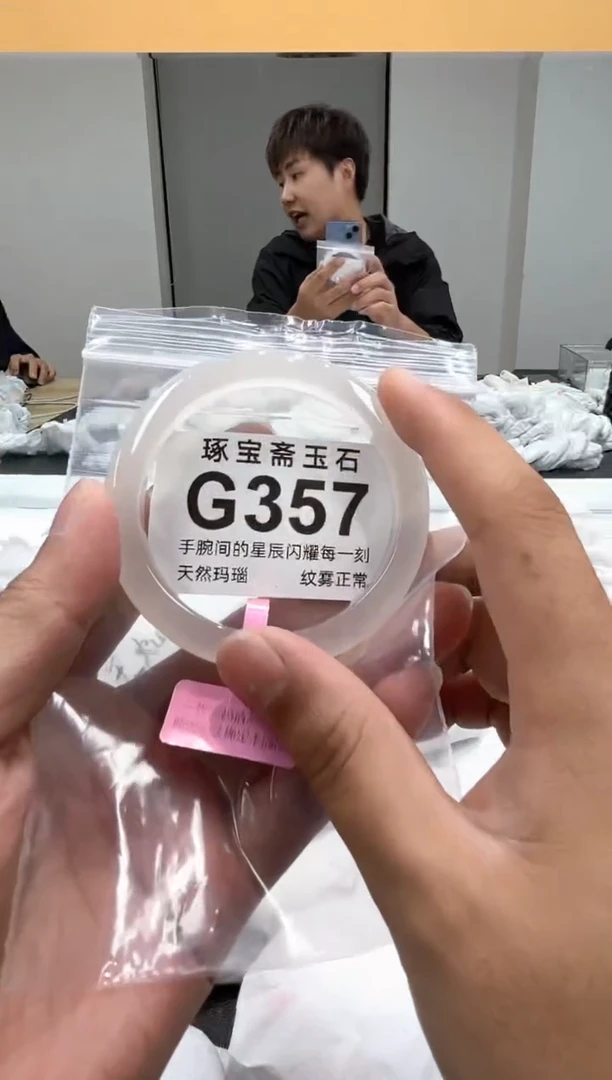 琢宝斋玉石
G357
手腕间的星辰闪耀每一刻
天然玛瑙 纹雾正常